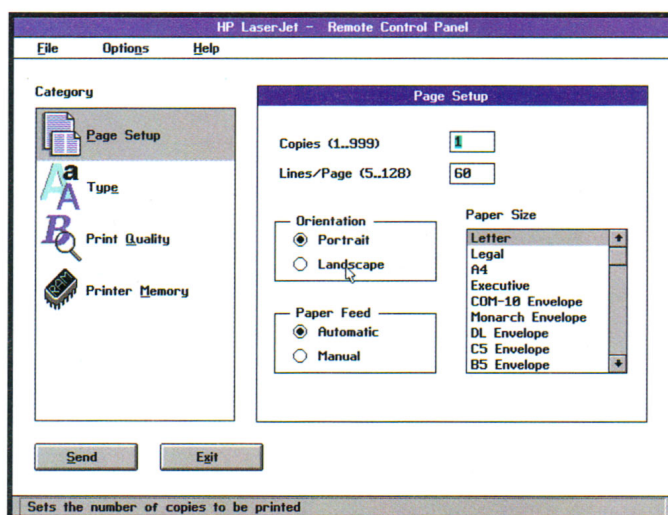 HP LaserJet - Remote Control Panel
File Options Help
Category
Page Setup
Type
Print Quality
Printer Memory
Page Setup
Copies (1..999) 1
Lines/Page (5..128) 60
Orientation
Portrait
Landscape
Paper Feed
Automatic
Manual
Paper Size
Letter
Legal
A4
Executive
COM-10 Envelope
Monarch Envelope
DL Envelope
C5 Envelope
B5 Envelope
Send Exit
Sets the number of copies to be printed